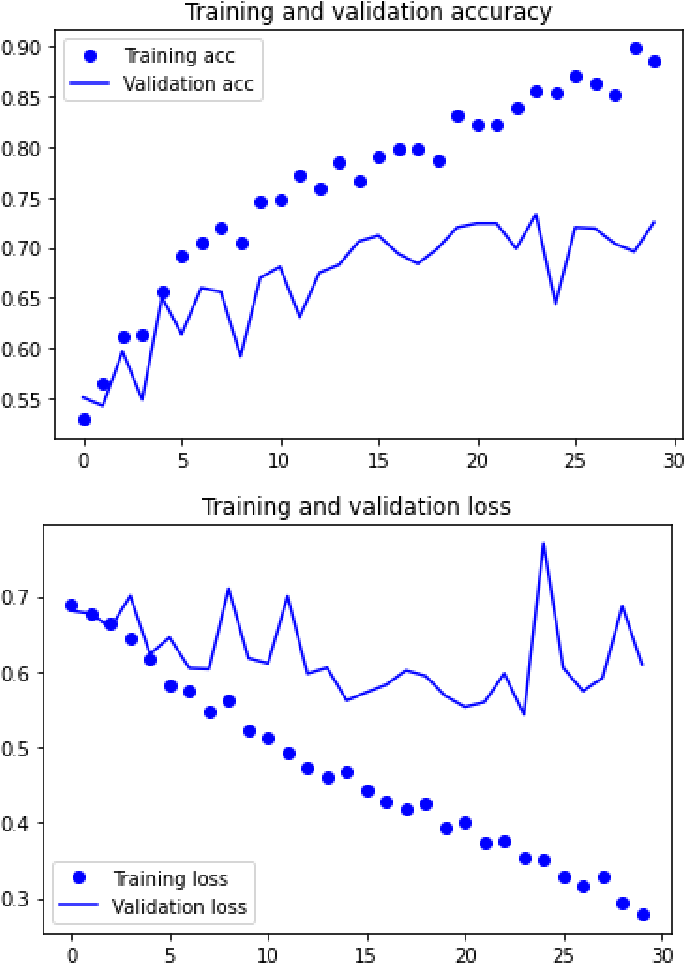 Training and validation accuracy
0.90
0.85
0.80
0.75
0.70
0.65
0.60
0.55
Training acc
Validation acc
0 5 10 15 20 25 30
Training and validation loss
0.7
0.6
0.5
0.4
0.3
Training loss
Validation loss
0 5 10 15 20 25 30